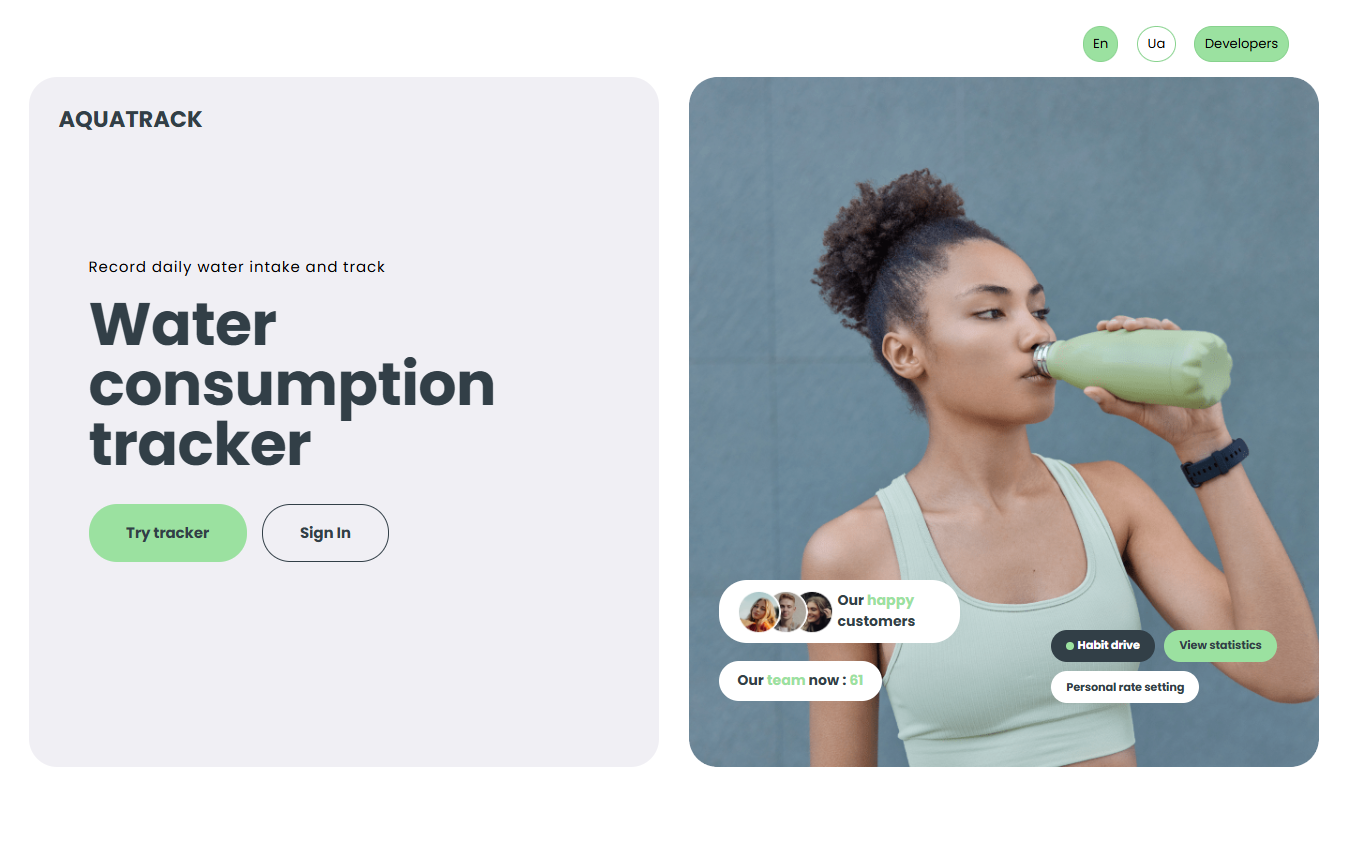 En Ua Developers
AQUATRACK
Record daily water intake and track
Water
consumption
tracker
Try tracker Sign In
Our happy
customers
Our team now : 61
Habit drive View statistics
Personal rate setting